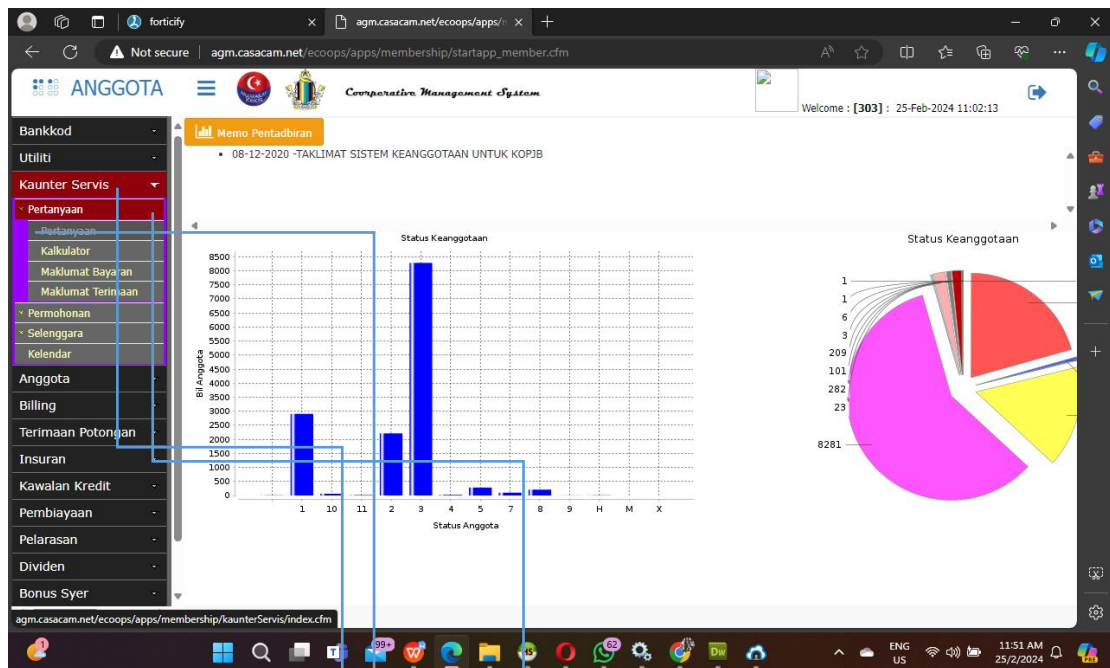 forticify
agm.casacam.net/ecoops/apps/n
Not secure
agm.casacam.net/ecoops/apps/membership/startapp_member.cfm
ANGGOTA
Coorperative Management System
Welcome : [303] : 25-Feb-2024 11:02:13
Bankkod
Utiliti
Kaunter Servis
Pertanyaan
Pertanyaan
Kalkulator
Maklumat Bayaran
Maklumat Terimaan
Permohonan
Selenggara
Kelendar
Anggota
Billing
Terimaan Potongan
Insuran
Kawalan Kredit
Pembiayaan
Pelarasan
Dividen
Bonus Syer
Memo Pentadbiran
08-12-2020 -TAKLIMAT SISTEM KEANGGOTAAN UNTUK KOPJB
Status Keanggotaan
Bil Anggota
8500
8000
7500
7000
6500
6000
5500
5000
4500
4000
3500
3000
2500
2000
1500
1000
500
0
1 10 11 2 3 4 5 7 8 9 H M X
Status Anggota
Status Keanggotaan
1
1
6
3
209
101
282
23
8281
agm.casacam.net/ecoops/apps/membership/kaunterServis/index.cfm
1
99+
62
Dw
ENG
US
11:51 AM
25/2/2024
PRE